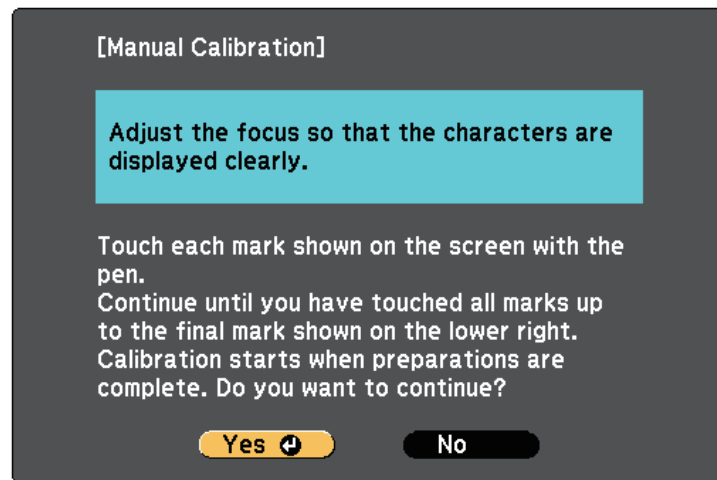 [Manual Calibration]
Adjust the focus so that the characters are
displayed clearly.
Touch each mark shown on the screen with the
pen.
Continue until you have touched all marks up
to the final mark shown on the lower right.
Calibration starts when preparations are
complete. Do you want to continue?
Yes No